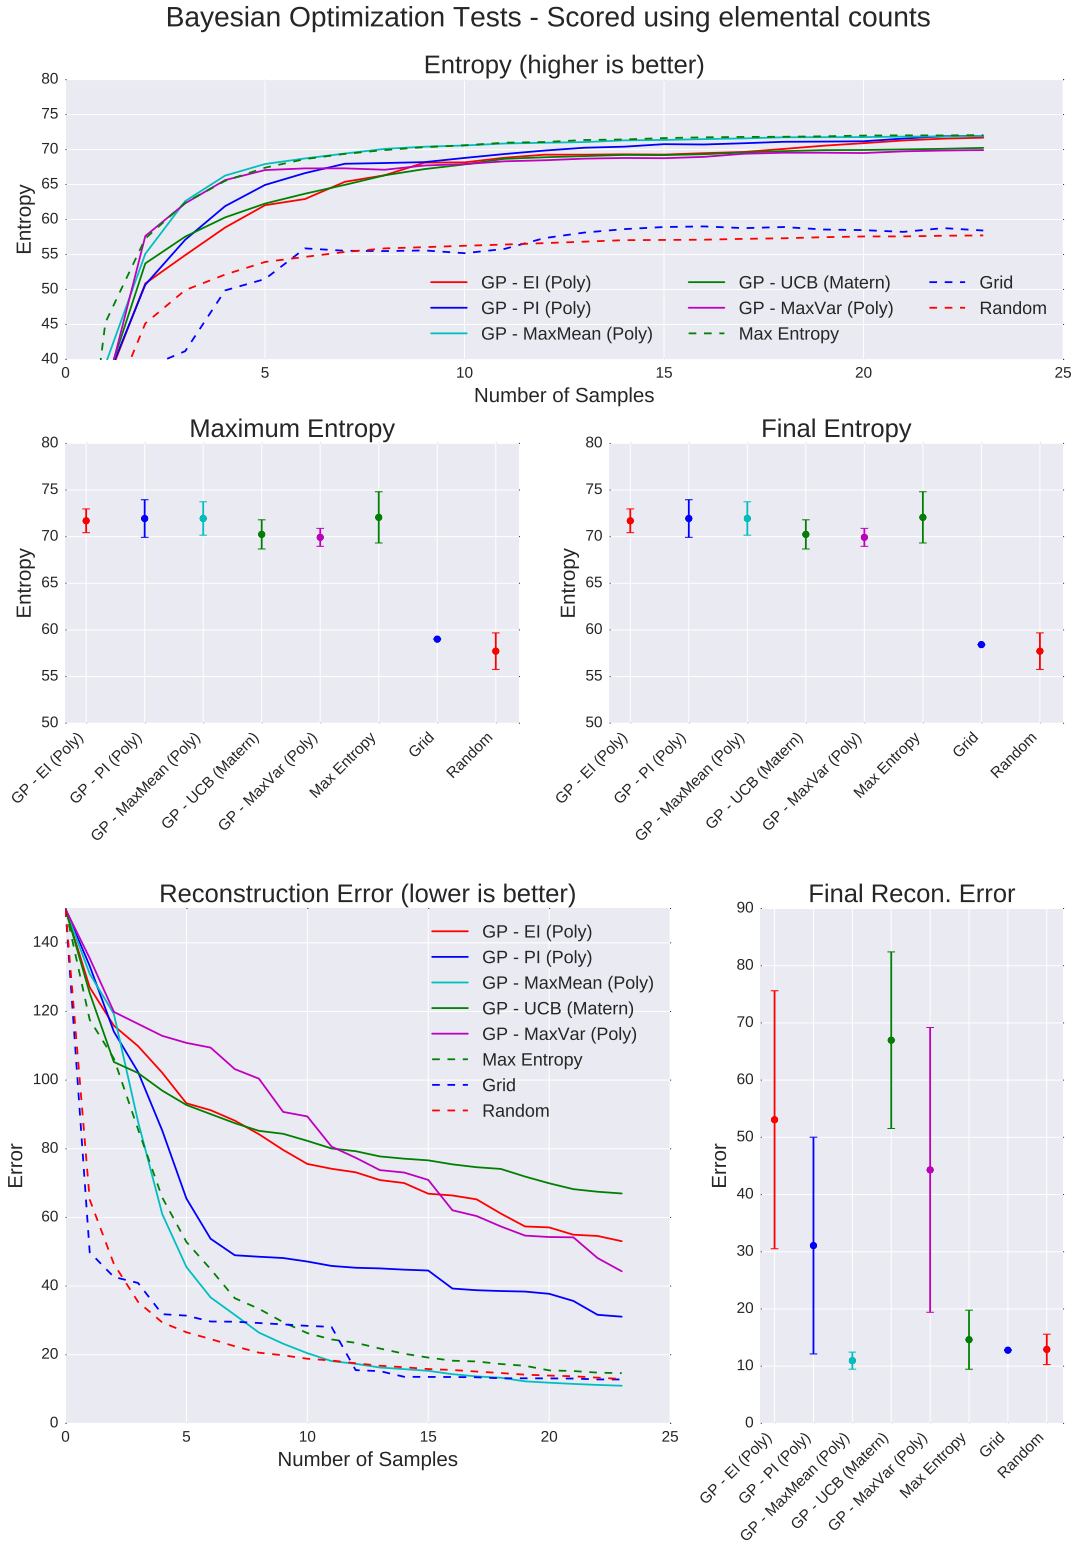 Bayesian Optimization Tests - Scored using elemental counts
Entropy (higher is better)
80
75
70
65
60
55
50
45
40
Entropy
0 5 10 15 20 25
Number of Samples
GP - EI (Poly)
GP - PI (Poly)
GP - MaxMean (Poly)
GP - UCB (Matern)
GP - MaxVar (Poly)
Max Entropy
Grid
Random
Maximum Entropy
80
75
70
65
60
55
50
Entropy
GP - EI (Poly)
GP - PI (Poly)
GP - MaxMean (Poly)
GP - UCB (Matern)
GP - MaxVar (Poly)
Max Entropy
Grid
Random
Final Entropy
80
75
70
65
60
55
50
Entropy
GP - EI (Poly)
GP - PI (Poly)
GP - MaxMean (Poly)
GP - UCB (Matern)
GP - MaxVar (Poly)
Max Entropy
Grid
Random
Reconstruction Error (lower is better)
140
120
100
80
60
40
20
0
Error
0 5 10 15 20 25
Number of Samples
GP - EI (Poly)
GP - PI (Poly)
GP - MaxMean (Poly)
GP - UCB (Matern)
GP - MaxVar (Poly)
Max Entropy
Grid
Random
Final Recon. Error
90
80
70
60
50
40
30
20
10
0
Error
GP - EI (Poly)
GP - PI (Poly)
GP - MaxMean (Poly)
GP - UCB (Matern)
GP - MaxVar (Poly)
Max Entropy
Grid
Random